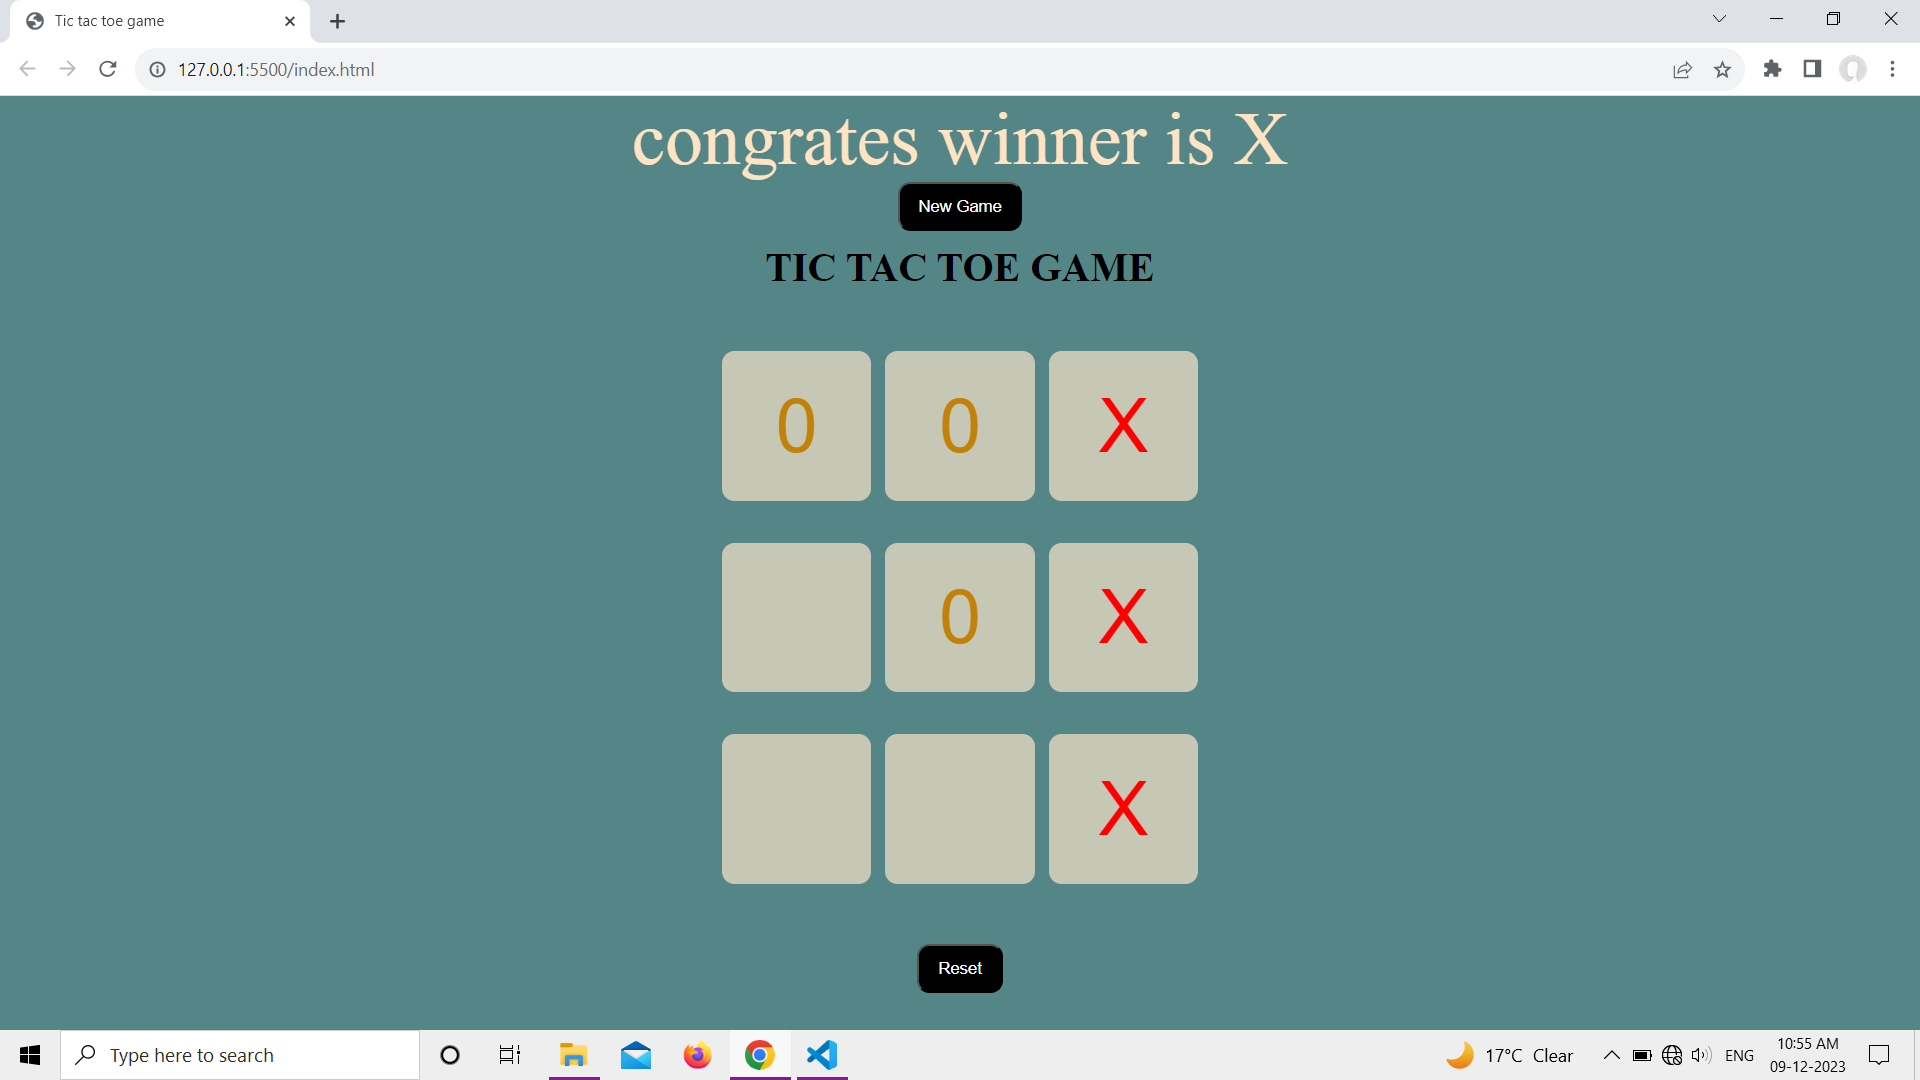 Tic tac toe game
127.0.0.1:5500/index.html
congrates winner is X
New Game
TIC TAC TOE GAME
0 0 X
0 X
X
Reset
Type here to search
17°C Clear
ENG
10:55 AM
09-12-2023